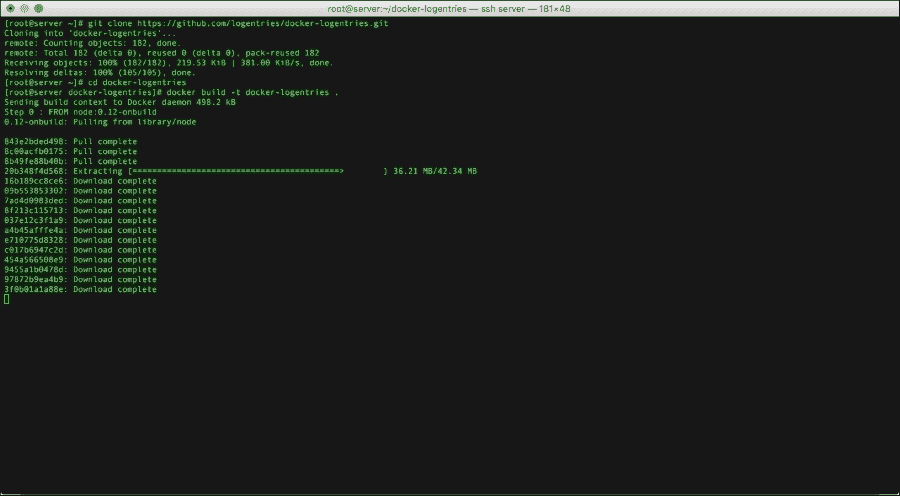 root@server:~/docker-logentries — ssh server — 181×48
[root@server ~]# git clone https://github.com/logentries/docker-logentries.git
Cloning into 'docker-logentries'...
remote: Counting objects: 182, done.
remote: Total 182 (delta 0), reused 0 (delta 0), pack-reused 182
Receiving objects: 100% (182/182), 219.53 KiB | 381.00 KiB/s, done.
Resolving deltas: 100% (105/105), done.
[root@server ~]# cd docker-logentries
[root@server docker-logentries]# docker build -t docker-logentries .
Sending build context to Docker daemon 498.2 kB
Step 0 : FROM node:0.12-onbuild
0.12-onbuild: Pulling from library/node
843e2bded498: Pull complete
8c00acfb0175: Pull complete
8b49fe88b40b: Pull complete
20b348f4d568: Extracting [==========================================>        ] 36.21 MB/42.34 MB
16b189cc8ce6: Download complete
09b553853302: Download complete
7ad4d0983ded: Download complete
8f213c115713: Download complete
037e12c3f1a9: Download complete
a4b45afffe4a: Download complete
e710775d8328: Download complete
c017b6947c2d: Download complete
454a566508e9: Download complete
9455a1b0478d: Download complete
97872b9ea4b9: Download complete
3f0b01a1a88e: Download complete